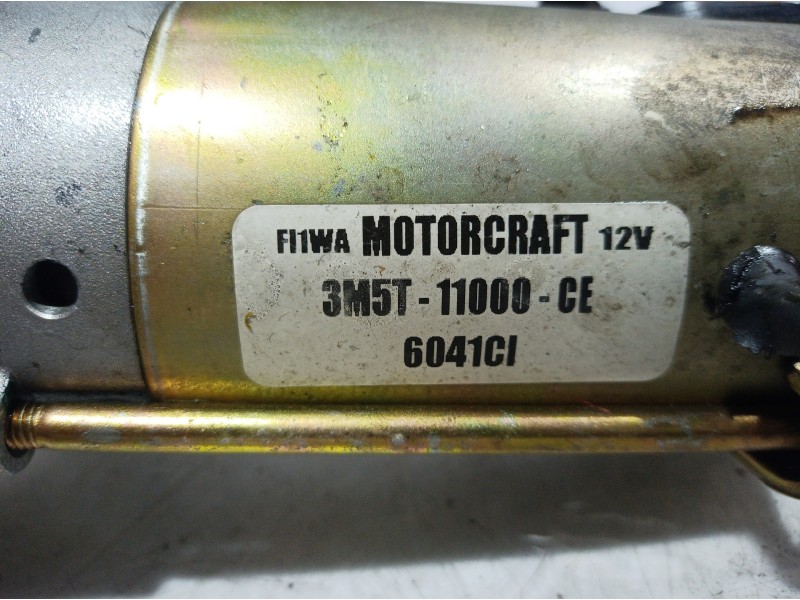 FI1WA MOTORCRAFT 12V
3M5T - 11000 - CE
6041CI